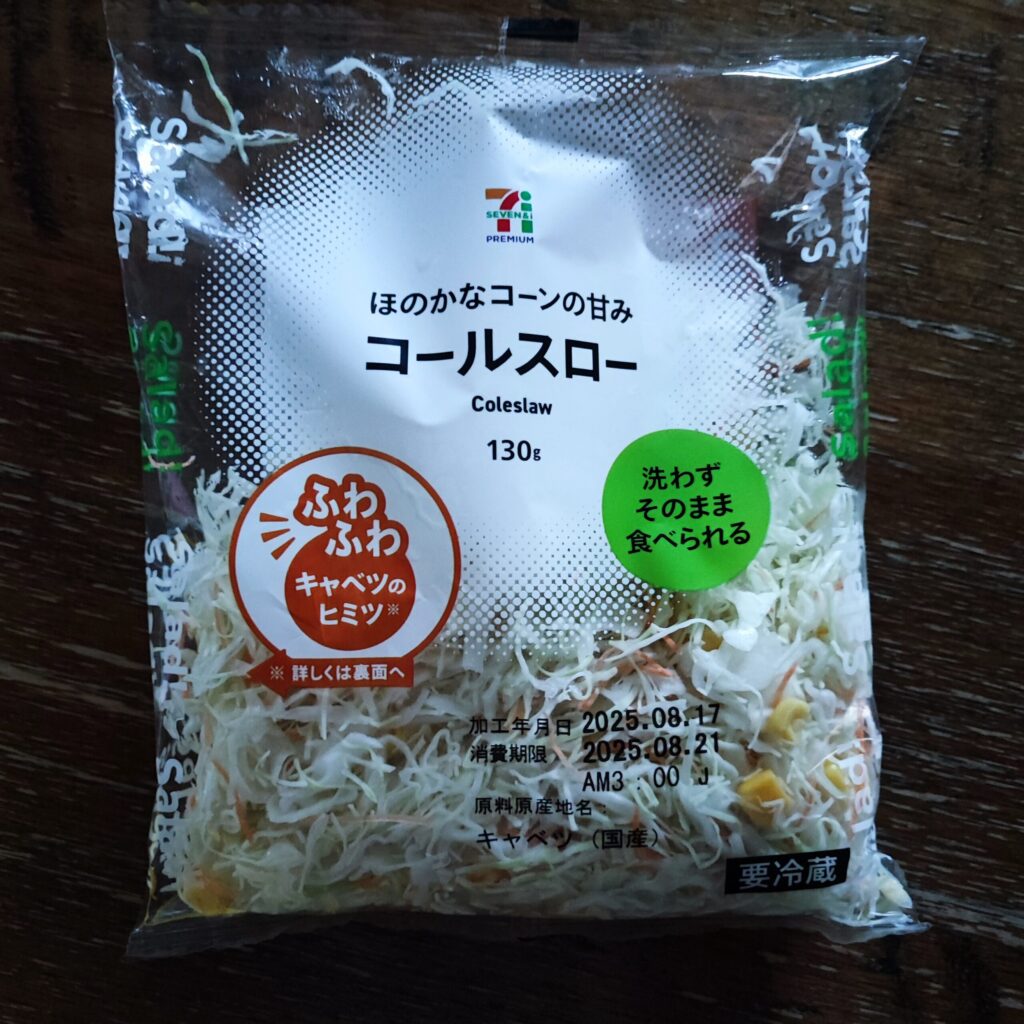 SEVEN&i
PREMIUM
ほのかなコーンの甘み
コールスロー
Coleslaw
130g
ふわ
ふわ
キャベツの
ヒミツ※
※ 詳しくは裏面へ
洗わず
そのまま
食べられる
加工年月日 2025.08.17
消費期限 2025.08.21
AM3:00 J
原料原産地名:
キャベツ (国産)
要冷蔵
salad